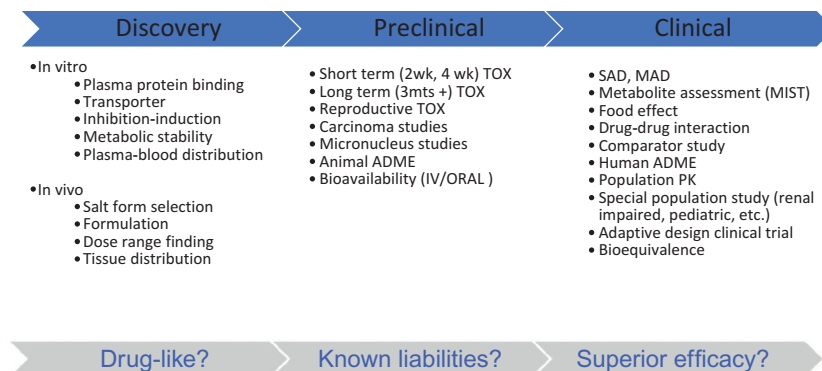 Discovery
Preclinical
Clinical
•In vitro
•Plasma protein binding
•Transporter
•Inhibition-induction
•Metabolic stability
•Plasma-blood distribution
•In vivo
•Salt form selection
•Formulation
•Dose range finding
•Tissue distribution
• Short term (2wk, 4 wk) TOX
• Long term (3mts +) TOX
• Reproductive TOX
• Carcinoma studies
• Micronucleus studies
• Animal ADME
• Bioavailability (IV/ORAL )
• SAD, MAD
• Metabolite assessment (MIST)
• Food effect
• Drug-drug interaction
• Comparator study
• Human ADME
• Population PK
• Special population study (renal
impaired, pediatric, etc.)
• Adaptive design clinical trial
• Bioequivalence
Drug-like?
Known liabilities?
Superior efficacy?